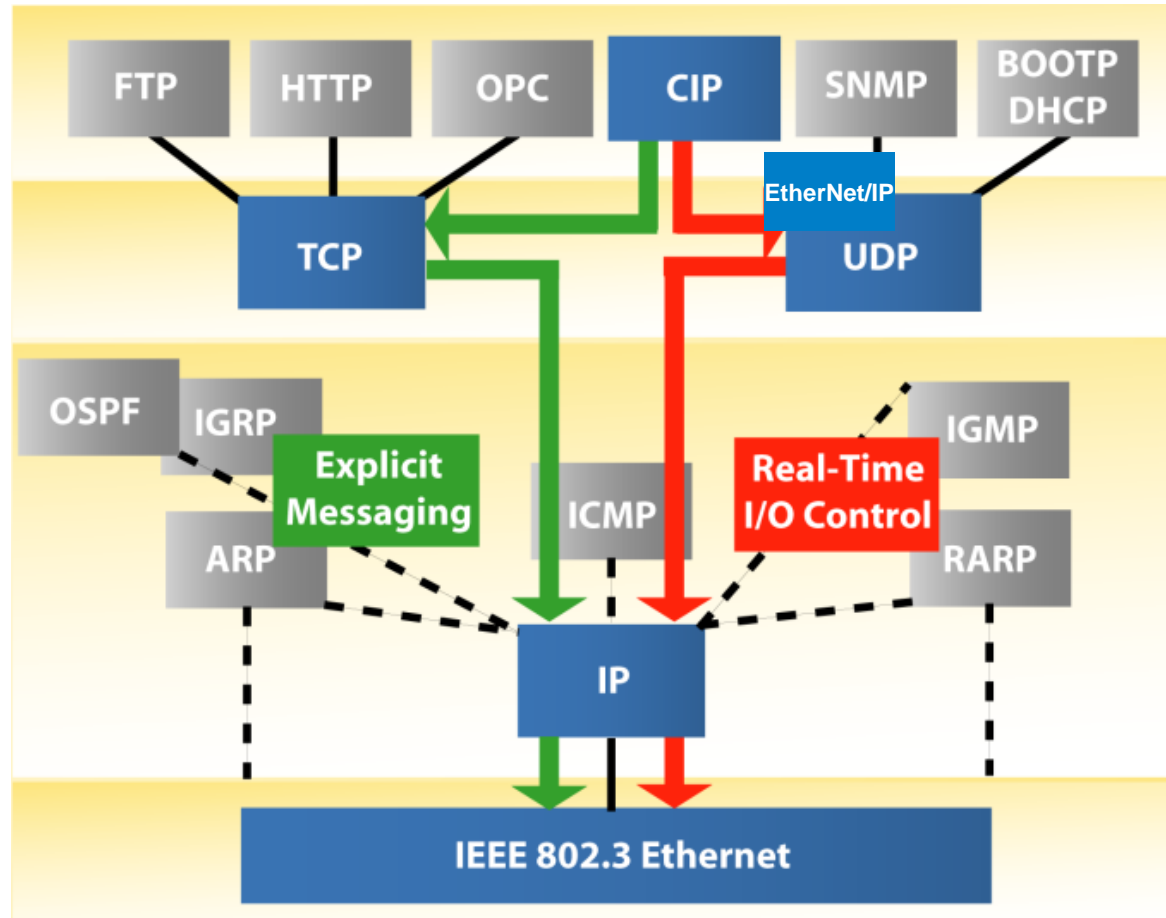 FTP
HTTP
OPC
CIP
SNMP
BOOTP
DHCP
EtherNet/IP
TCP
UDP
OSPF
IGRP
IGMP
Explicit
Messaging
ICMP
Real-Time
I/O Control
ARP
RARP
IP
IEEE 802.3 Ethernet